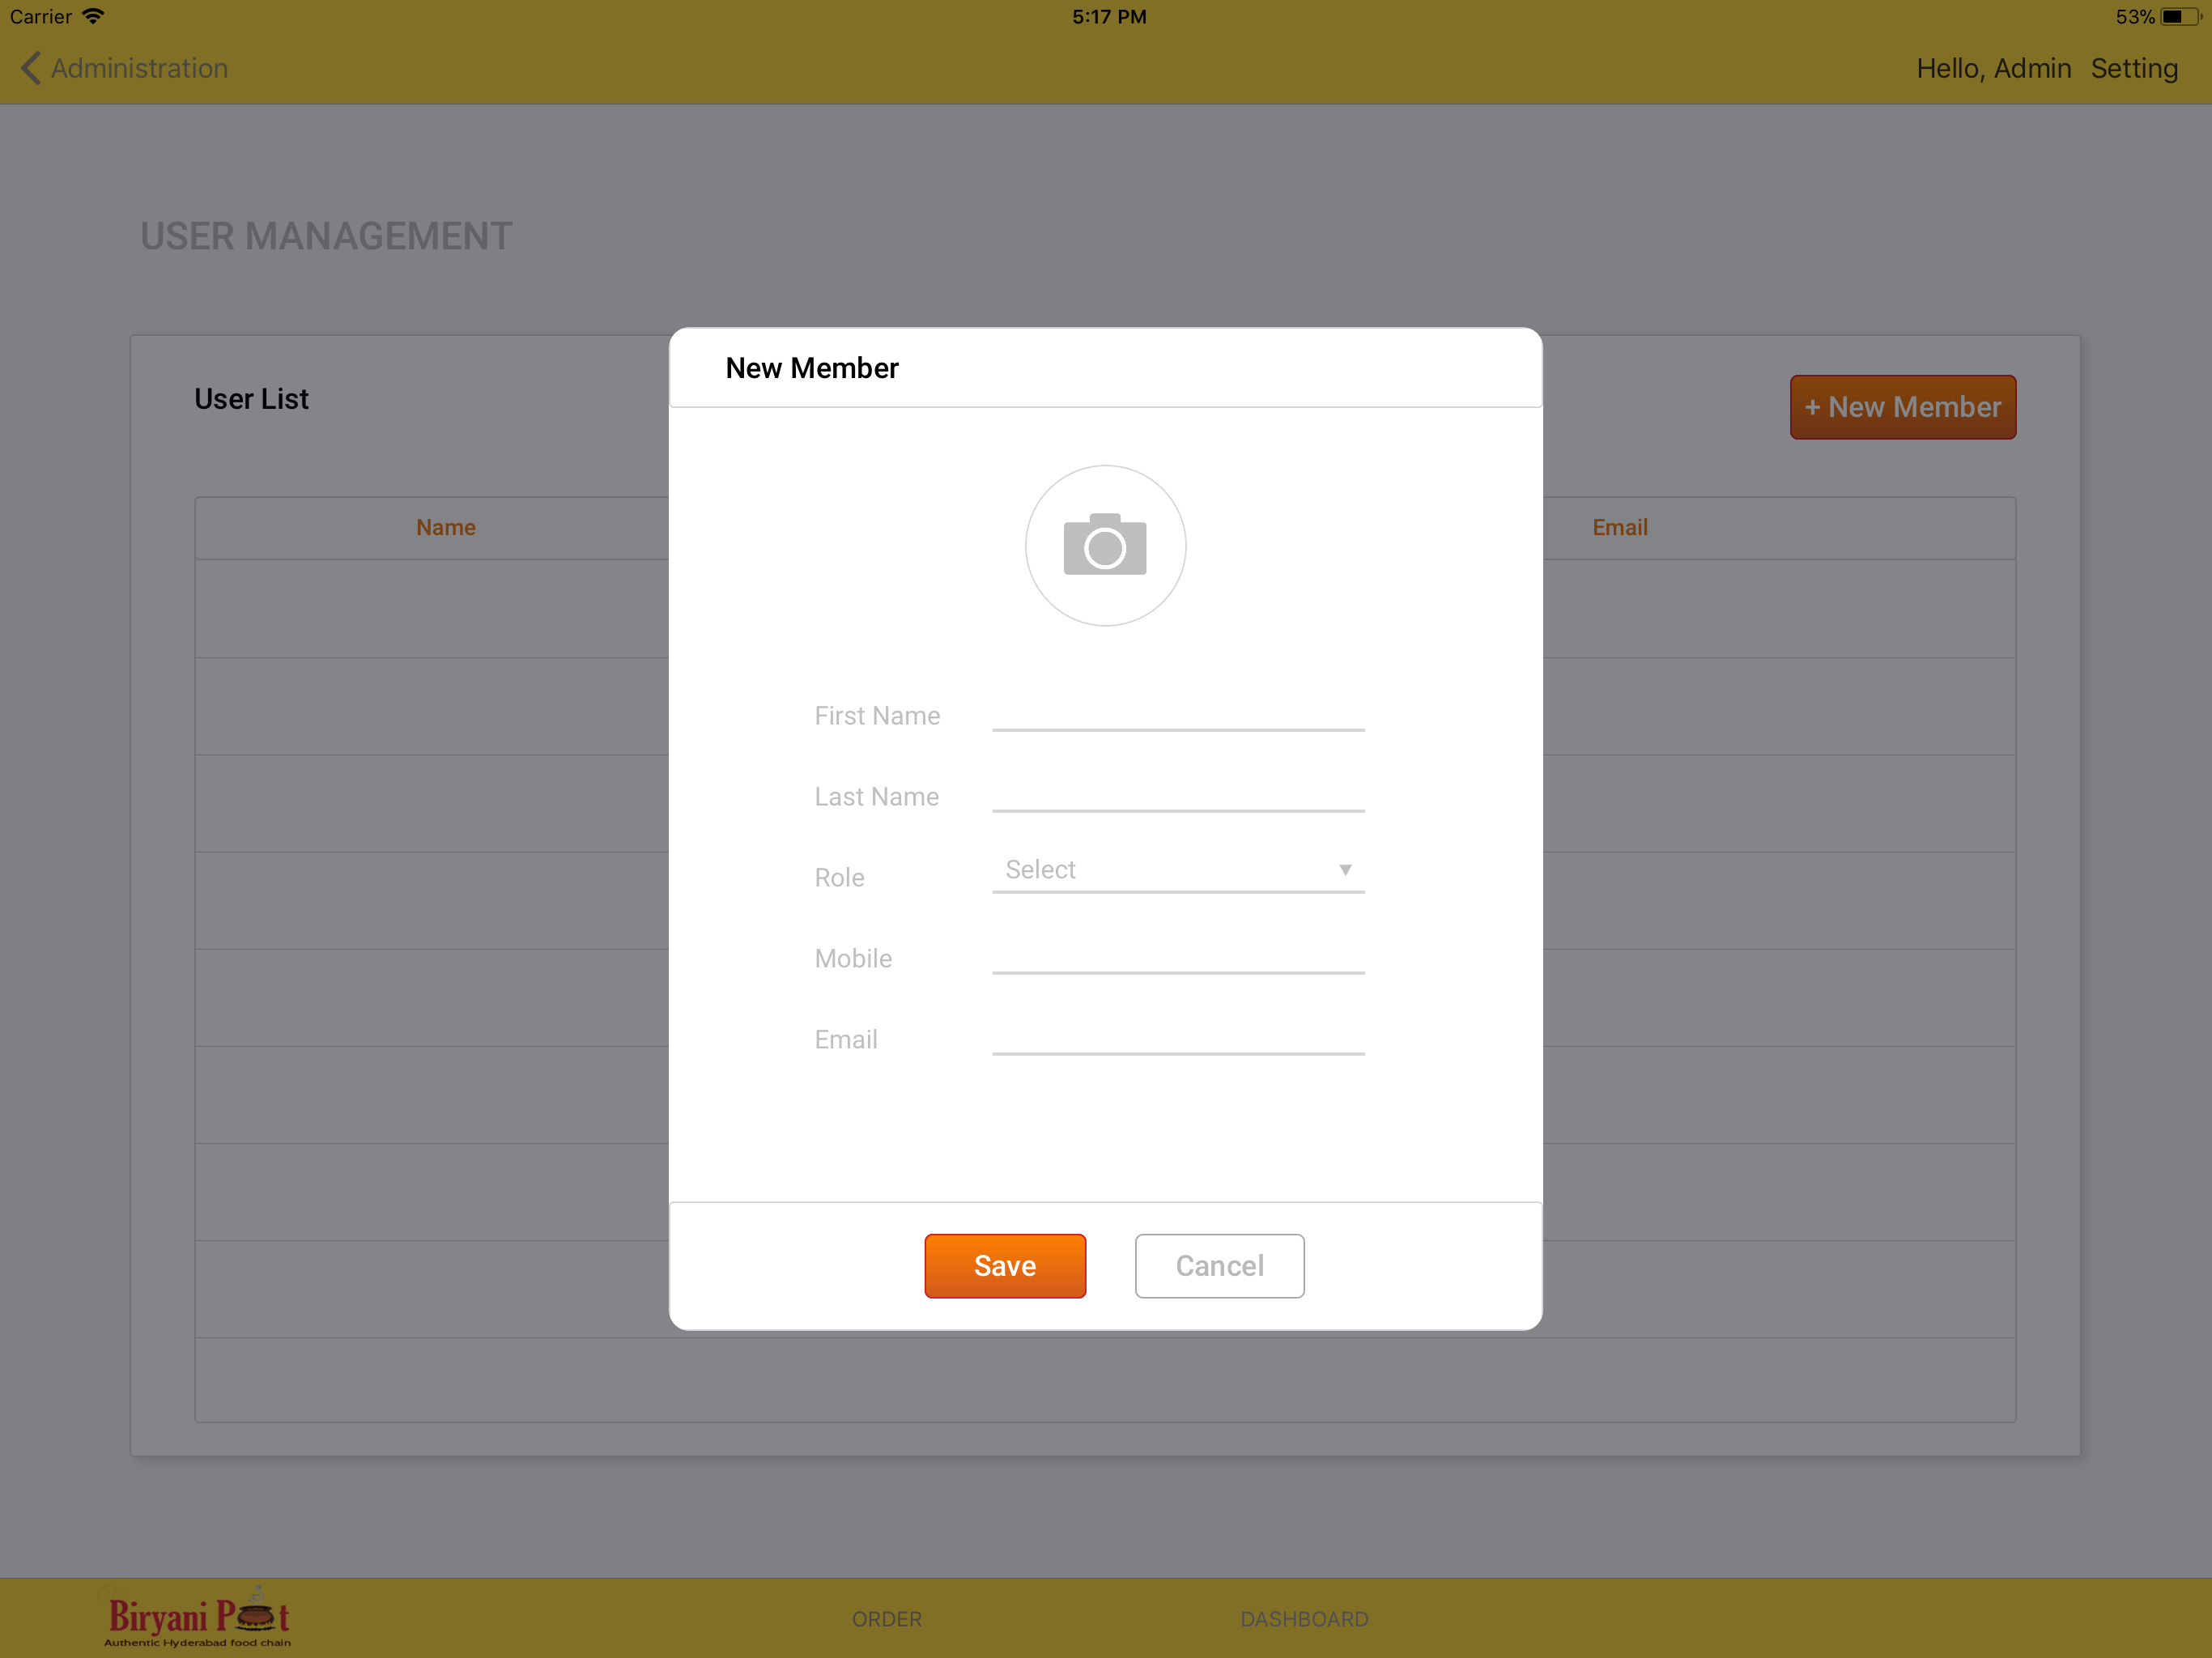 Carrier 5:17 PM 53%
Administration Hello, Admin Setting
USER MANAGEMENT
New Member
User List
+ New Member
Name Email
First Name
Last Name
Role Select
Mobile
Email
Save Cancel
Biryani Pot
Authentic Hyderabad food chain
ORDER DASHBOARD